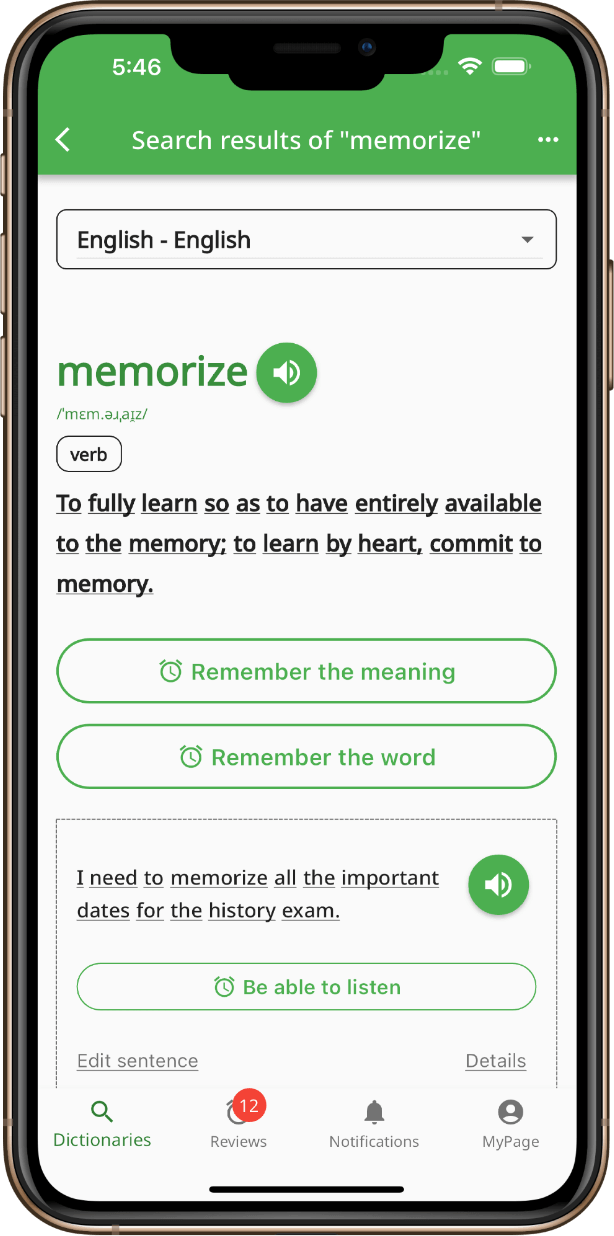 5:46
Search results of "memorize"
English - English
memorize
/ˈmɛm.əɹˌaɪz/
verb
To fully learn so as to have entirely available
to the memory; to learn by heart, commit to
memory.
Remember the meaning
Remember the word
I need to memorize all the important
dates for the history exam.
Be able to listen
Edit sentence Details
12
Dictionaries Reviews Notifications MyPage